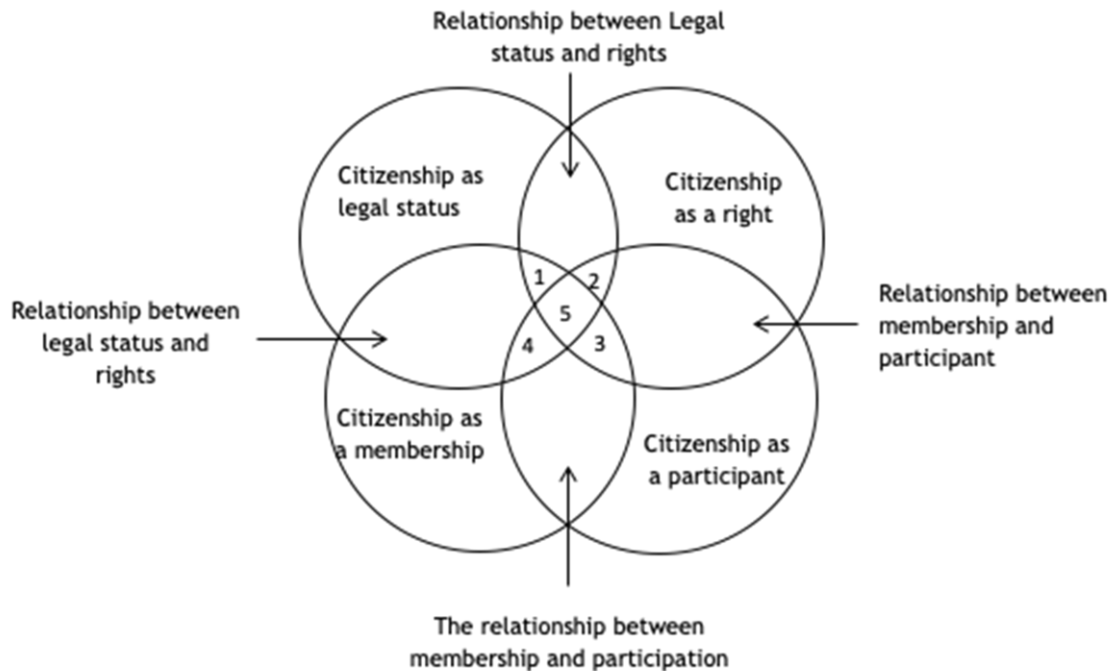 Relationship between Legal
status and rights
Citizenship as
legal status
Citizenship
as a right
1
2
5
4
3
Relationship between
legal status and
rights
Relationship between
membership and
participant
Citizenship as
a membership
Citizenship as
a participant
The relationship between
membership and participation